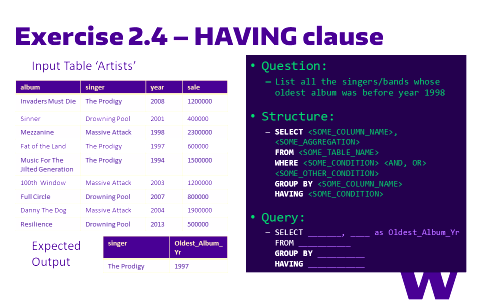 Exercise 2.4 – HAVING clause
Input Table 'Artists'
album singer year sale
Invaders Must Die The Prodigy 2008 1200000
Sinner Drowning Pool 2001 400000
Mezzanine Massive Attack 1998 2300000
Fat of the Land The Prodigy 1997 600000
Music For The
Jilted Generation The Prodigy 1994 1500000
100th Window Massive Attack 2003 1200000
Full Circle Drowning Pool 2007 800000
Danny The Dog Massive Attack 2004 1900000
Resilience Drowning Pool 2013 500000
Expected
Output
singer Oldest_Album_
Yr
The Prodigy 1997
• Question:
– List all the singers/bands whose
oldest album was before year 1998
• Structure:
– SELECT <SOME_COLUMN_NAME>,
<SOME_AGGREGATION>
FROM <SOME_TABLE_NAME>
WHERE <SOME_CONDITION> <AND, OR>
<SOME_OTHER_CONDITION>
GROUP BY <SOME_COLUMN_NAME>
HAVING <SOME_CONDITION>
• Query:
– SELECT _______, ____ as Oldest_Album_Yr
FROM ___________
GROUP BY __________
HAVING ____________
W